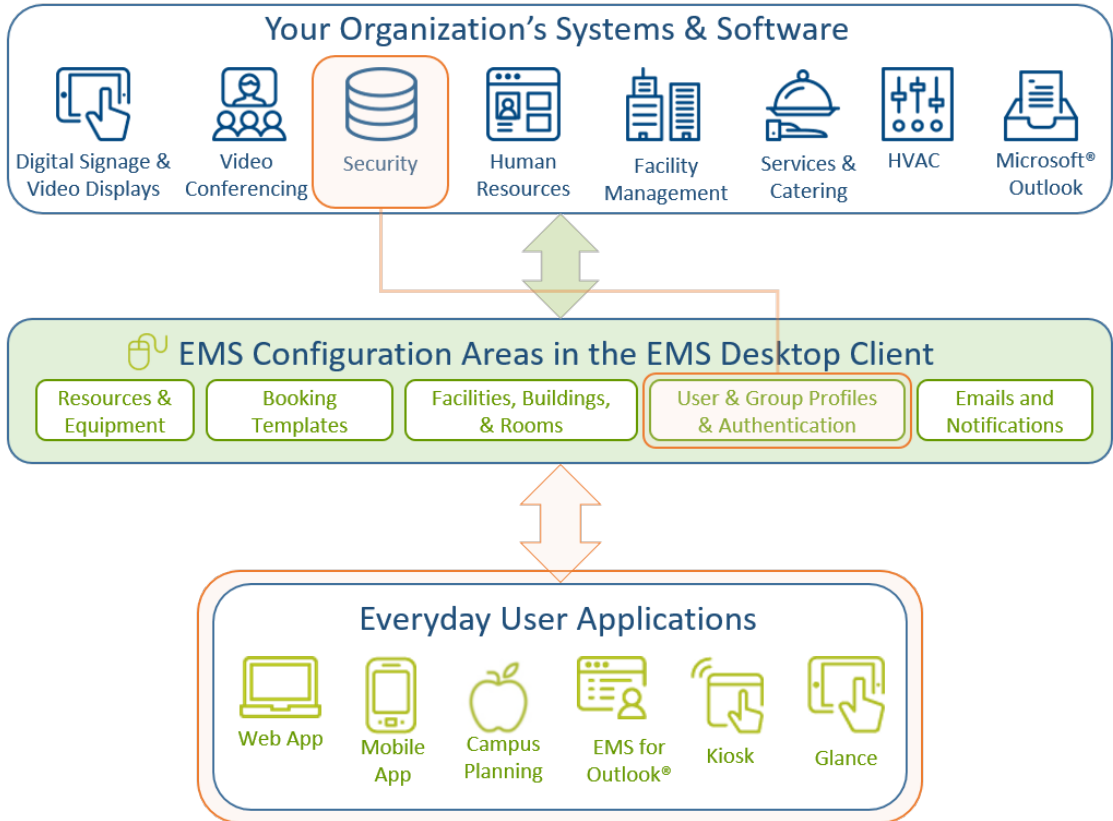 Your Organization's Systems & Software
Digital Signage &
Video Displays
Video
Conferencing
Security
Human
Resources
Facility
Management
Services &
Catering
HVAC
Microsoft®
Outlook
EMS Configuration Areas in the EMS Desktop Client
Resources &
Equipment
Booking
Templates
Facilities, Buildings,
& Rooms
User & Group Profiles
& Authentication
Emails and
Notifications
Everyday User Applications
Web App
Mobile
App
Campus
Planning
EMS for
Outlook®
Kiosk
Glance